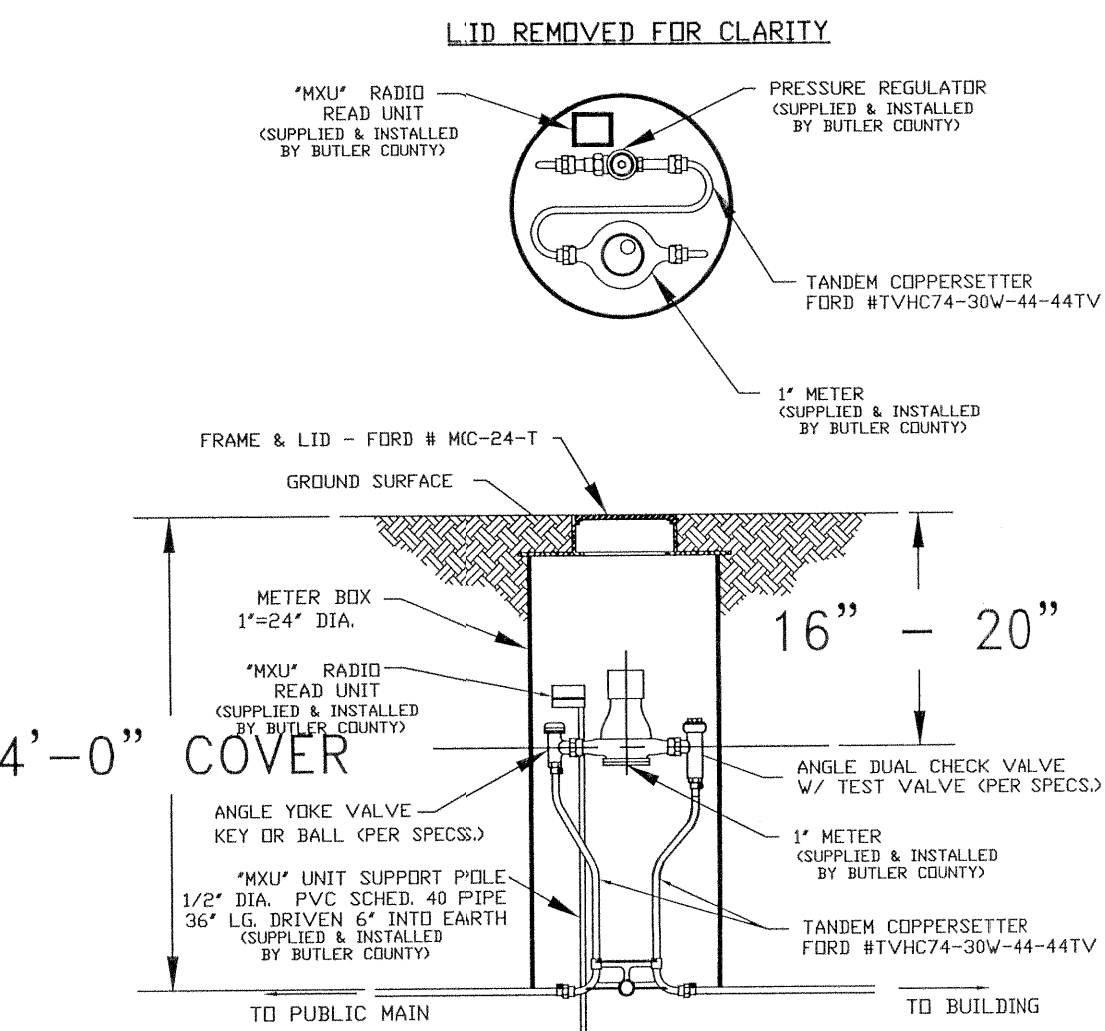 L'ID REMOVED FOR CLARITY
"MXU" RADIO
READ UNIT
(SUPPLIED & INSTALLED
BY BUTLER COUNTY)
PRESSURE REGULATOR
(SUPPLIED & INSTALLED
BY BUTLER COUNTY)
TANDEM COPPERSETTER
FORD #TVHC74-30W-44-44TV
1" METER
(SUPPLIED & INSTALLED
BY BUTLER COUNTY)
FRAME & LID - FORD # M(C-24-T
GROUND SURFACE
METER BOX
1"=24" DIA.
16" - 20"
"MXU" RADIO
READ UNIT
(SUPPLIED & INSTALLED
BY BUTLER COUNTY)
4'-0" COVER
ANGLE DUAL CHECK VALVE
W/ TEST VALVE (PER SPECS.)
ANGLE YOKE VALVE
KEY OR BALL (PER SPECSS.)
1" METER
(SUPPLIED & INSTALLED
BY BUTLER COUNTY)
"MXU" UNIT SUPPORT P'OLE
1/2" DIA. PVC SCHED. 40 PIPE
36" LG. DRIVEN 6" INTO EARTH
(SUPPLIED & INSTALLED
BY BUTLER COUNTY)
TANDEM COPPERSETTER
FORD #TVHC74-30W-44-44TV
TO PUBLIC MAIN
TO BUILDING